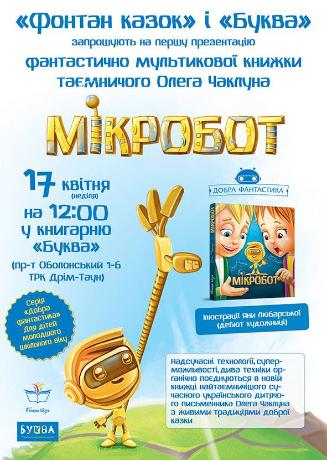 «Фонтан казок» і «Буква»
запрошують на першу презентацію
фантастично мультикової книжки
таємничого Олега Чаклуна
МІКРОБОТ
17 квітня
(неділя)
на 12:00
у книгарню
«Буква»
(пр-т Оболонський 1-б
ТРК Дрім-Таун)
ДОБРА ФАНТАСТИКА
МІКРОБОТ
МІКРОБОТ
Ілюстрації Яни Любарської
(дебют художниці)
Серія
«Добра
фантастика»
для дітей
молодшого
шкільного віку
Надсучасні технології, супер-
можливості, дива техніки ор-
ганічно поєднуються в новій
книжці найтаємничішого су-
часного українського дитячо-
го письменника Олега Чаклуна
з живими традиціями доброї
казки
БУКВА